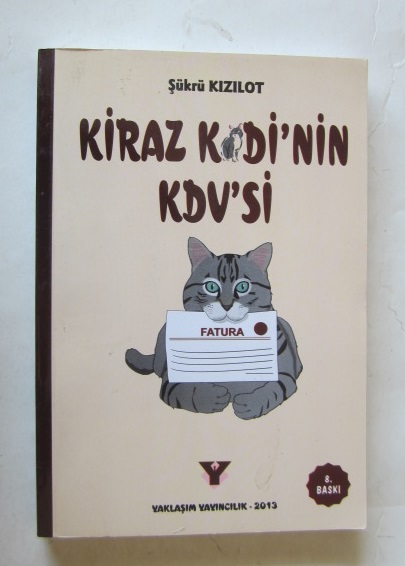 Şükrü KIZILOT
KİRAZ KEDİ'NİN
KDV'Sİ
FATURA
8.
BASKI
YAKLAŞIM YAYINCILIK - 2013